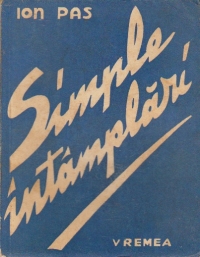 ION PAS
Simple
întâmplări
VREMEA